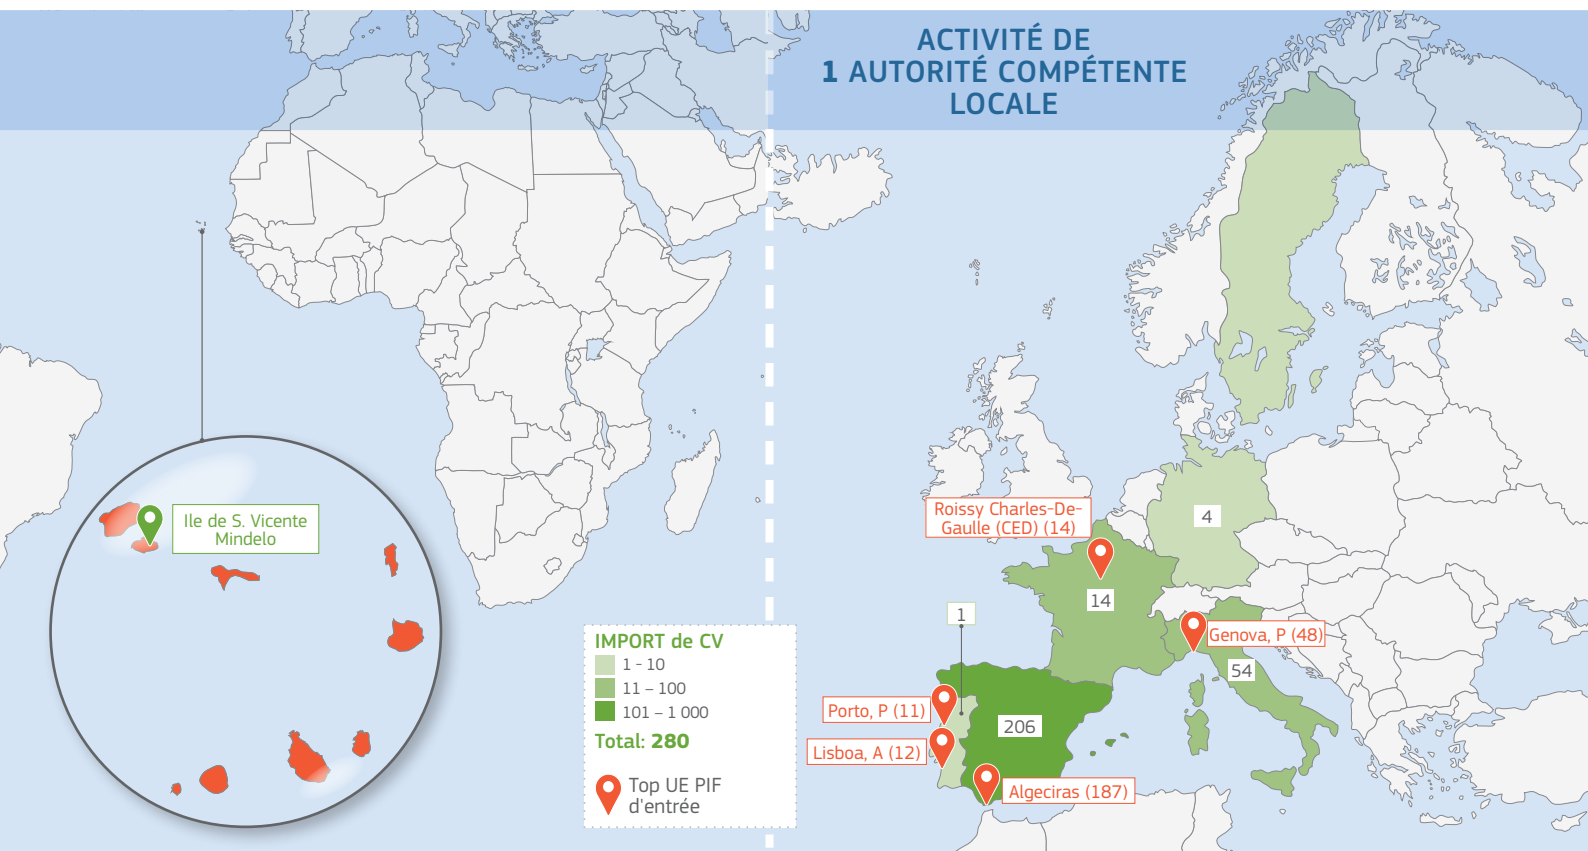 ACTIVITÉ DE
1 AUTORITÉ COMPÉTENTE
LOCALE
Ile de S. Vicente
Mindelo
IMPORT de CV
1 - 10
11 – 100
101 – 1 000
Total: 280
Top UE PIF
d'entrée
Roissy Charles-De-
Gaulle (CED) (14)
4
14
1
Genova, P (48)
54
Porto, P (11)
206
Lisboa, A (12)
Algeciras (187)